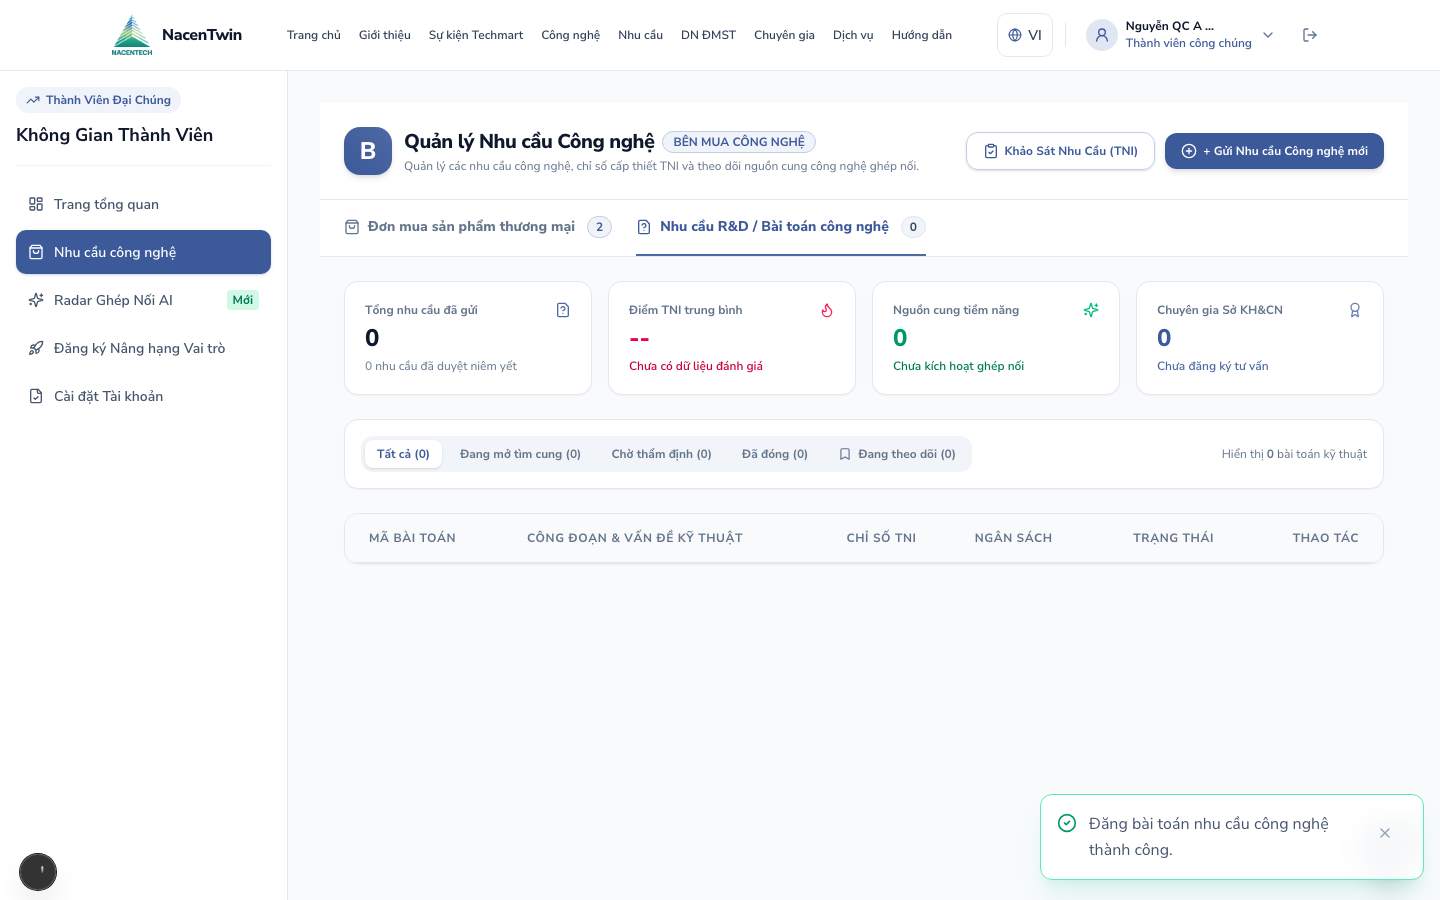 NACENTECH
NacenTwin
Trang chủ
Giới thiệu
Sự kiện Techmart
Công nghệ
Nhu cầu
DN ĐMST
Chuyên gia
Dịch vụ
Hướng dẫn
VI
Nguyễn QC A ...
Thành viên công chúng
Thành Viên Đại Chúng
Không Gian Thành Viên
Trang tổng quan
Nhu cầu công nghệ
Radar Ghép Nối AI
Mới
Đăng ký Nâng hạng Vai trò
Cài đặt Tài khoản
B
Quản lý Nhu cầu Công nghệ
BÊN MUA CÔNG NGHỆ
Quản lý các nhu cầu công nghệ, chỉ số cấp thiết TNI và theo dõi nguồn cung công nghệ ghép nối.
Khảo Sát Nhu Cầu (TNI)
+ Gửi Nhu cầu Công nghệ mới
Đơn mua sản phẩm thương mại
2
Nhu cầu R&D / Bài toán công nghệ
0
Tổng nhu cầu đã gửi
0
0 nhu cầu đã duyệt niêm yết
Điểm TNI trung bình
--
Chưa có dữ liệu đánh giá
Nguồn cung tiềm năng
0
Chưa kích hoạt ghép nối
Chuyên gia Sở KH&CN
0
Chưa đăng ký tư vấn
Tất cả (0)
Đang mở tìm cung (0)
Chờ thẩm định (0)
Đã đóng (0)
Đang theo dõi (0)
Hiển thị 0 bài toán kỹ thuật
MÃ BÀI TOÁN
CÔNG ĐOẠN & VẤN ĐỀ KỸ THUẬT
CHỈ SỐ TNI
NGÂN SÁCH
TRẠNG THÁI
THAO TÁC
Đăng bài toán nhu cầu công nghệ
thành công.